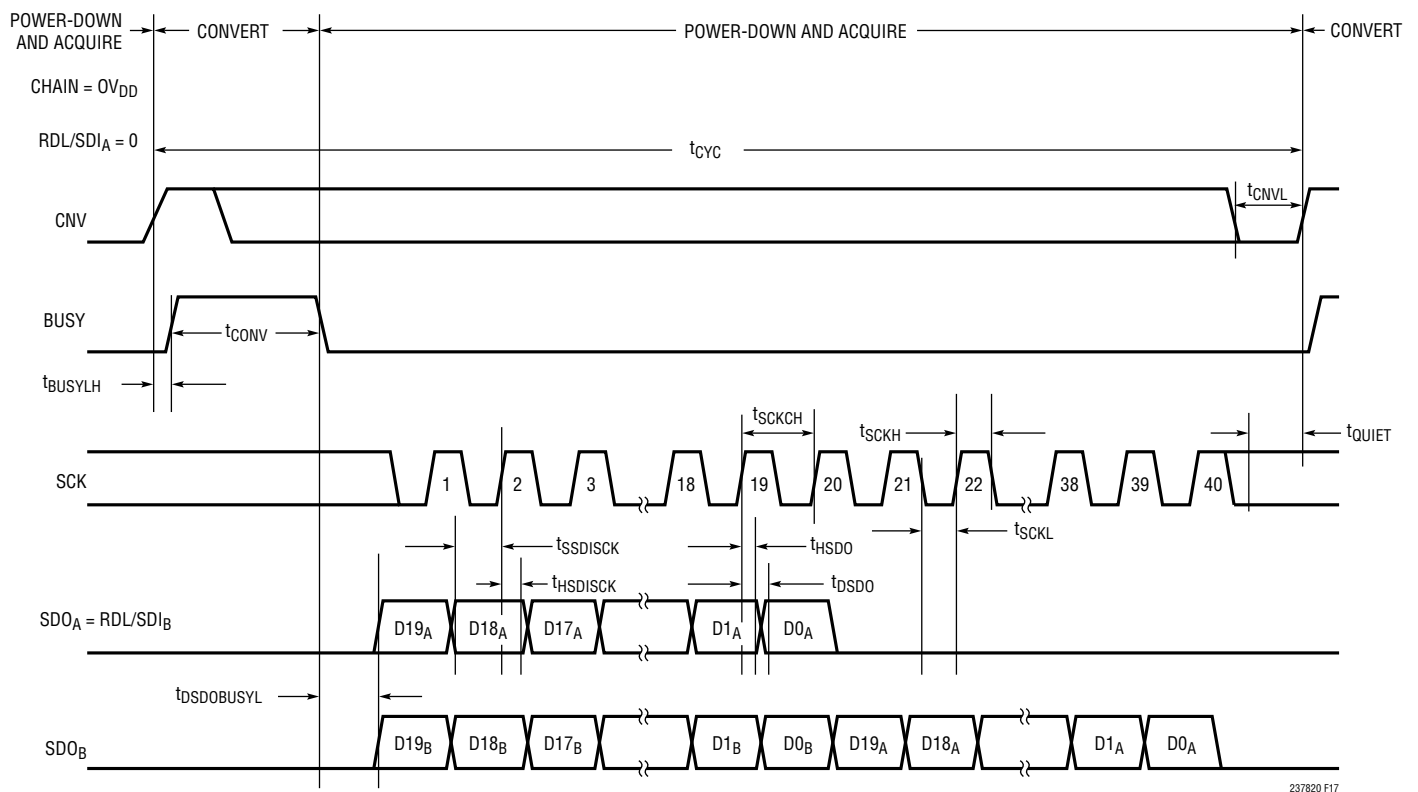 POWER-DOWN
AND ACQUIRE
CONVERT
POWER-DOWN AND ACQUIRE
CONVERT
CHAIN = OVDD
RDL/SDIA = 0
tCYC
CNV
tCNVL
BUSY
tCONV
tBUSYLH
tSCKCH
tSCKH
tQUIET
SCK
1 2 3 18 19 20 21 22 38 39 40
tSSDISCK
tHSDO
tSCKL
tHSDISCK
tDSDO
SDOA = RDL/SDIB
D19A D18A D17A D1A D0A
tDSDOBUSYL
SDOB
D19B D18B D17B D1B D0B D19A D18A D1A D0A
237820 F17